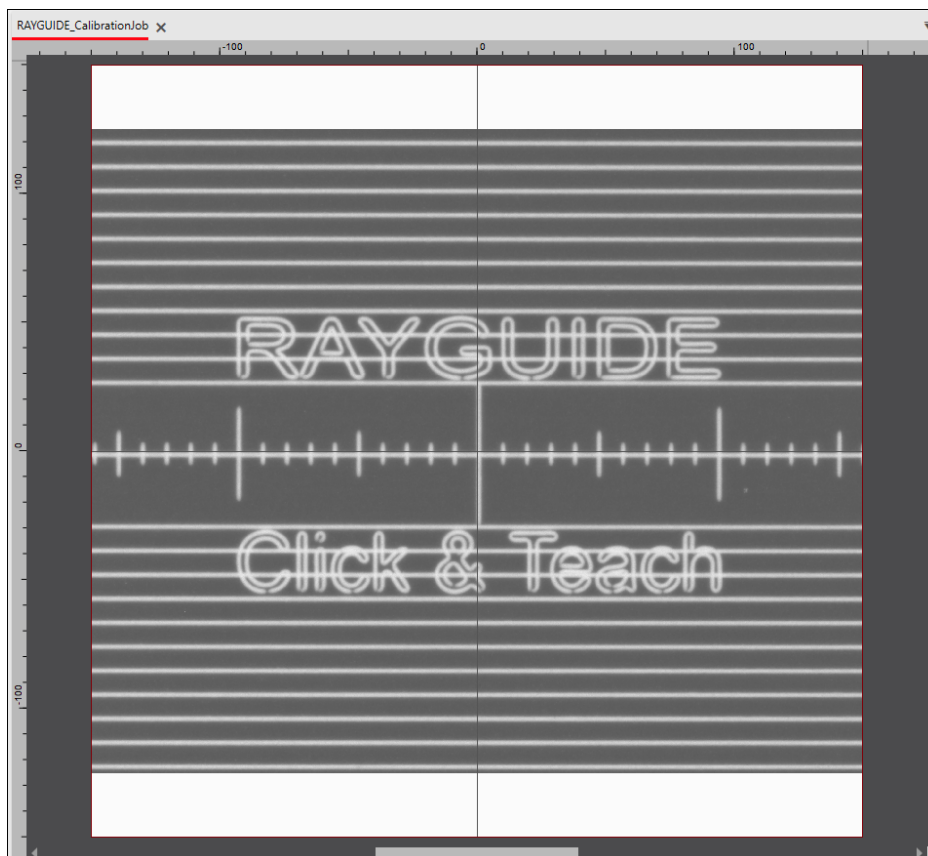 RAYGUIDE_CalibrationJob
-100 0 100
100
RAYGUIDE
0
Click & Teach
-100